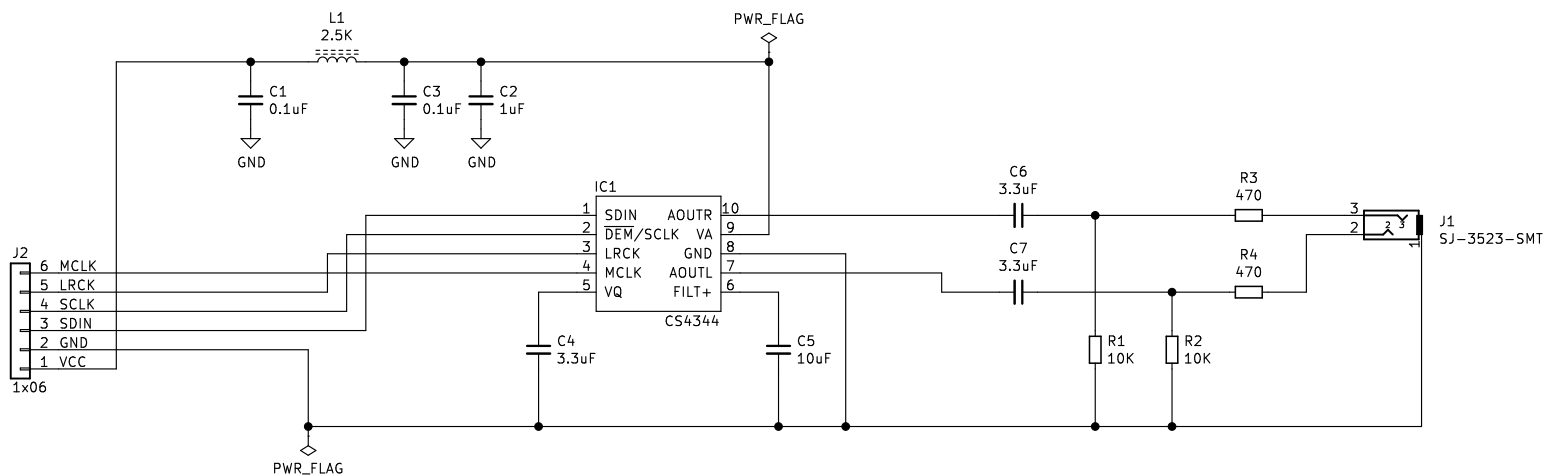 PWR_FLAG
L1
2.5K
C1
0.1uF
C3
0.1uF
C2
1uF
GND
GND
GND
IC1
1 SDIN AOUTR 10
2 DEM/SCLK VA 9
3 LRCK GND 8
4 MCLK AOUTL 7
5 VQ FILT+ 6
CS4344
C6
3.3uF
C7
3.3uF
R3
470
R4
470
3
2
2 3
1
J1
SJ-3523-SMT
J2
6 MCLK
5 LRCK
4 SCLK
3 SDIN
2 GND
1 VCC
1x06
C4
3.3uF
C5
10uF
R1
10K
R2
10K
PWR_FLAG